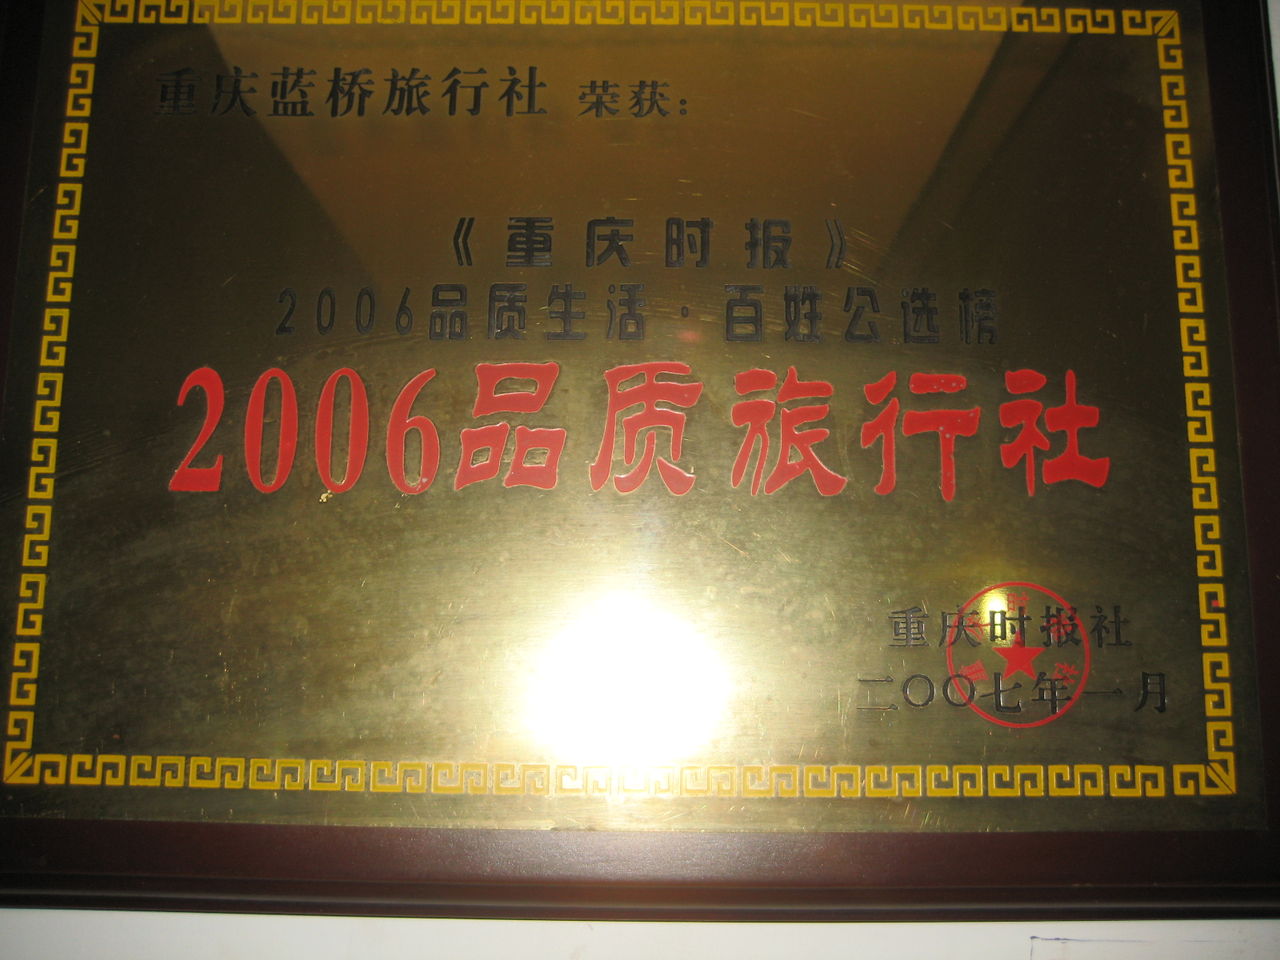 重庆蓝桥旅行社 荣获：
《重庆时报》
2006品质生活·百姓公选榜
2006品质旅行社
重庆时报社
二〇〇七年一月